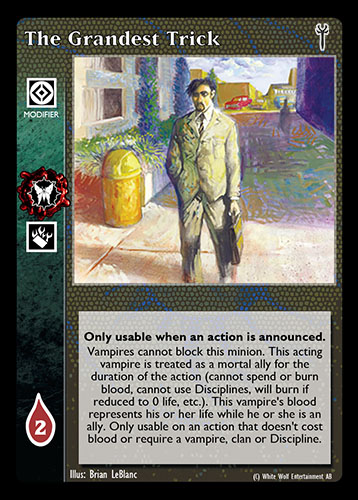 The Grandest Trick
MODIFIER
Only usable when an action is announced.
Vampires cannot block this minion. This acting
vampire is treated as a mortal ally for the
duration of the action (cannot spend or burn
blood, cannot use Disciplines, will burn if
reduced to 0 life, etc.). This vampire's blood
represents his or her life while he or she is an
ally. Only usable on an action that doesn't cost
blood or require a vampire, clan or Discipline.
2
Illus: Brian LeBlanc
(C) White Wolf Entertainment AB